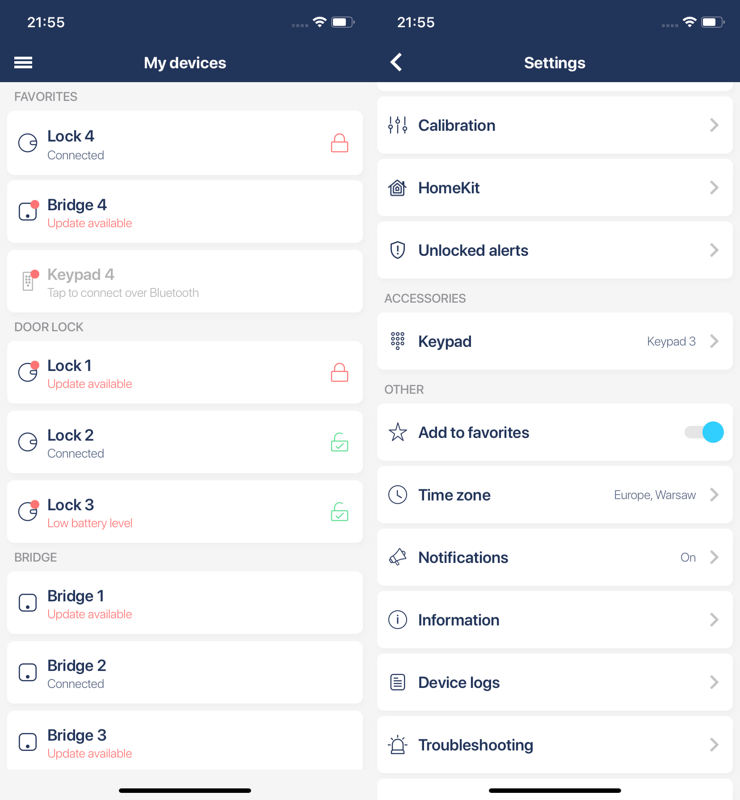 21:55
My devices
FAVORITES
Lock 4
Connected
Bridge 4
Update available
Keypad 4
Tap to connect over Bluetooth
DOOR LOCK
Lock 1
Update available
Lock 2
Connected
Lock 3
Low battery level
BRIDGE
Bridge 1
Update available
Bridge 2
Connected
Bridge 3
Update available
21:55
Settings
Calibration
HomeKit
Unlocked alerts
ACCESSORIES
Keypad Keypad 3
OTHER
Add to favorites
Time zone Europe, Warsaw
Notifications On
Information
Device logs
Troubleshooting